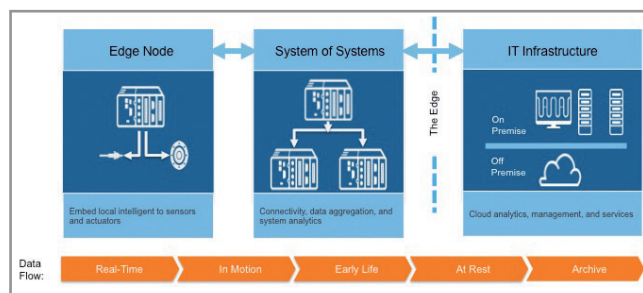 Edge Node
System of Systems
The Edge
IT Infrastructure
On
Premise
Off
Premise
Embed local intelligent to sensors
and actuators
Connectivity, data aggregation, and
system analytics
Cloud analytics, management, and services
Data
Flow:
Real-Time
In Motion
Early Life
At Rest
Archive